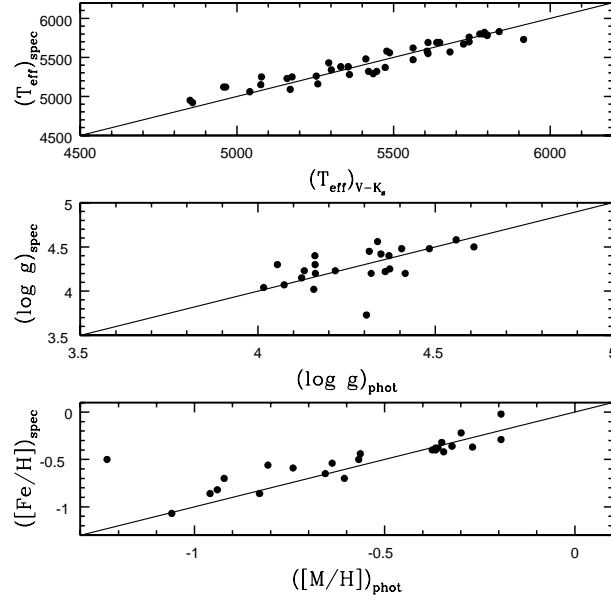 6000
5500
5000
4500
(T_eff)_spec
4500 5000 5500 6000
(T_eff)_V−K_s
5
4.5
4
3.5
(log g)_spec
3.5 4 4.5 5
(log g)_phot
0
-0.5
-1
([Fe/H])_spec
-1 -0.5 0
([M/H])_phot